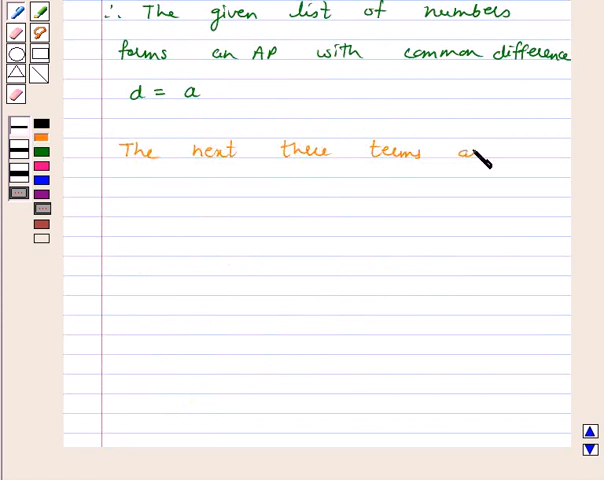 ∴ The given list of numbers
forms an AP with common difference
d = a
The next three terms a